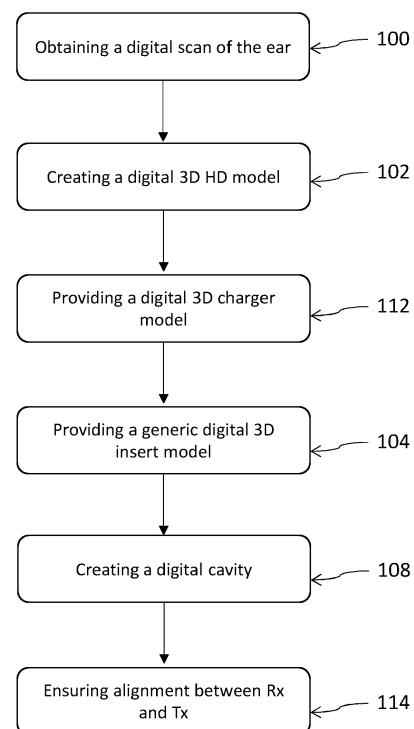 Obtaining a digital scan of the ear
100
Creating a digital 3D HD model
102
Providing a digital 3D charger
model
112
Providing a generic digital 3D
insert model
104
Creating a digital cavity
108
Ensuring alignment between Rx
and Tx
114